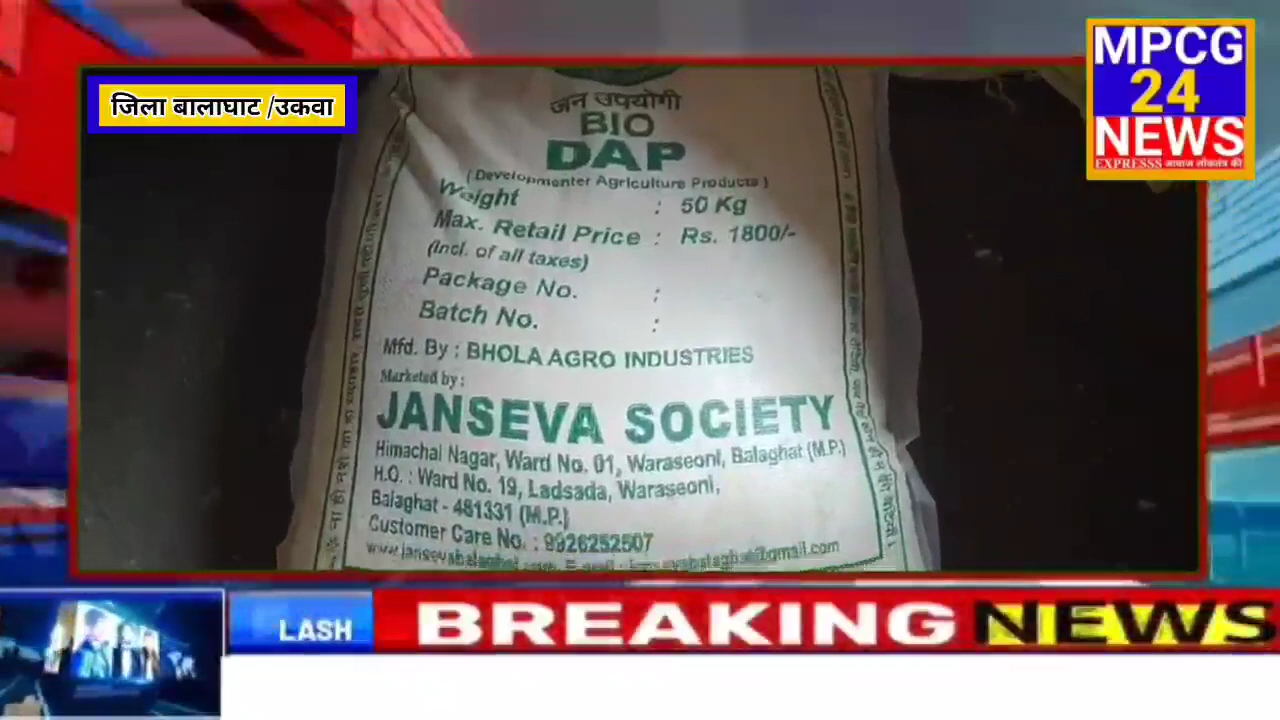 जिला बालाघाट /उकवा
MPCG
24
NEWS
EXPRESSS आवाज लोकतंत्र की
जन उपयोगी
BIO
DAP
(Developmenter Agriculture Products)
Weight : 50 Kg
Max. Retail Price : Rs. 1800/-
(Incl. of all taxes)
Package No. :
Batch No. :
Mfd. By : BHOLA AGRO INDUSTRIES
Marketed by :
JANSEVA SOCIETY
Himachal Nagar, Ward No. 01, Waraseoni, Balaghat (M.P.)
H.O. : Ward No. 19, Ladsada, Waraseoni,
Balaghat - 481331 (M.P.)
Customer Care No. : 9926252507
LASH
BREAKING NEWS